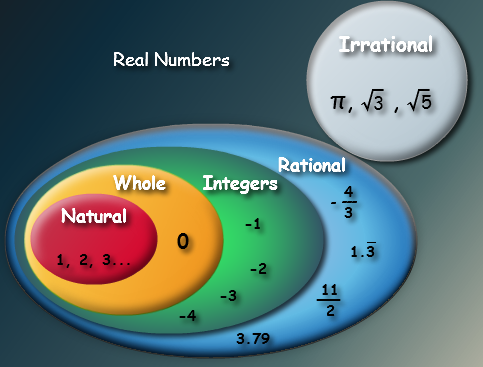 Irrational
Real Numbers
π, √3 , √5
Rational
Whole
Integers
- 4/3
Natural
-1
0
1.3̅
1, 2, 3...
-2
-3
11/2
-4
3.79